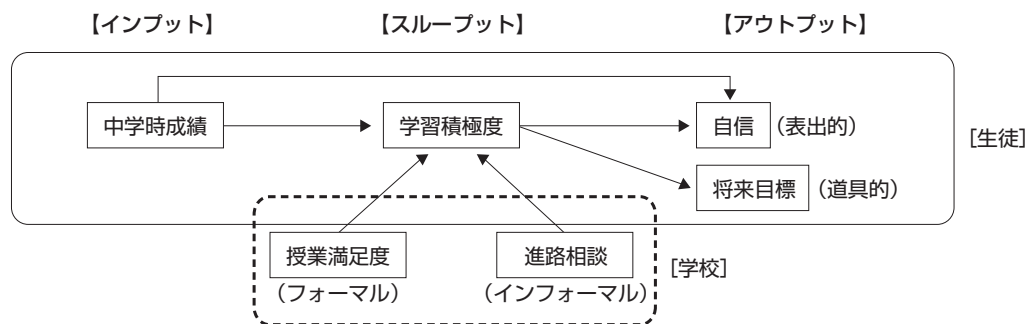 【インプット】 【スループット】 【アウトプット】
中学時成績 学習積極度 自信 (表出的)
[生徒]
将来目標 (道具的)
授業満足度 進路相談 [学校]
(フォーマル) (インフォーマル)